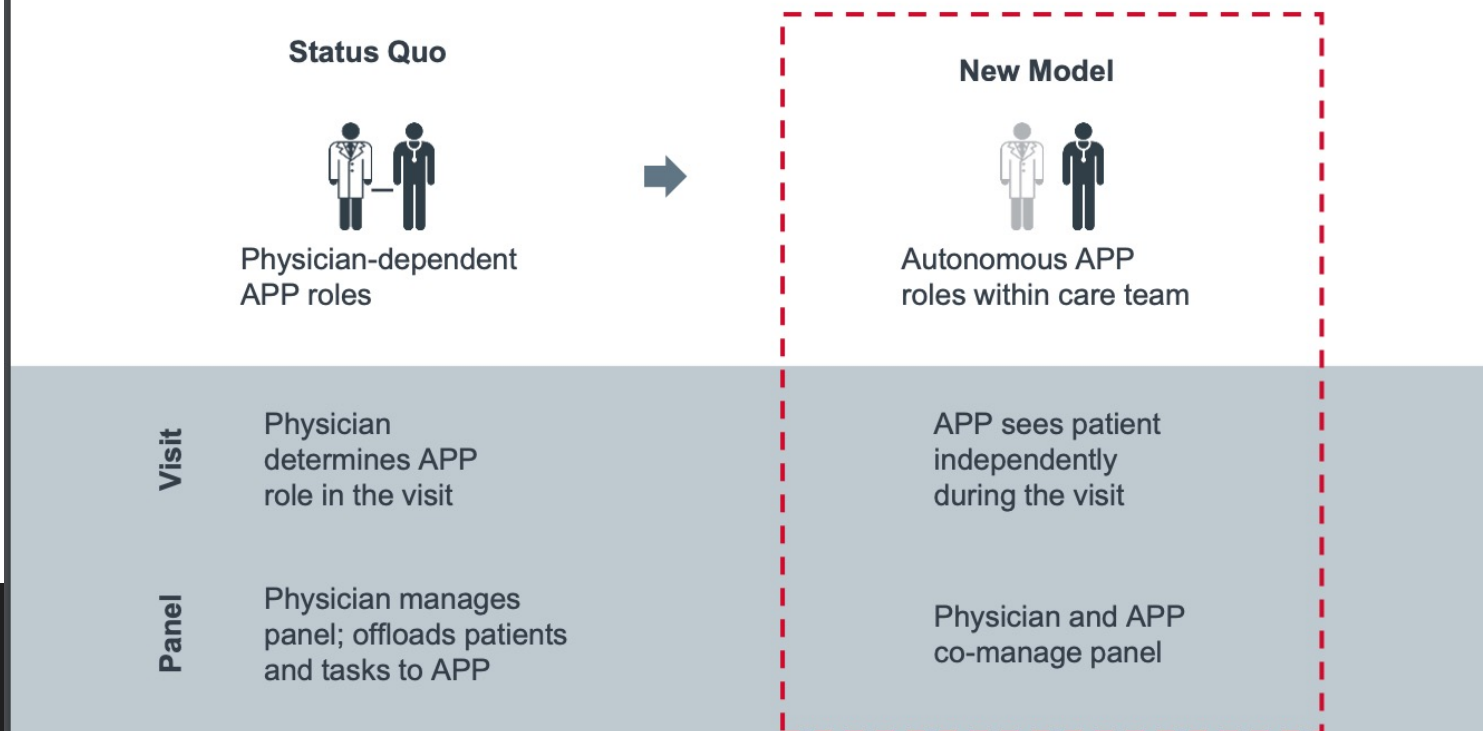 Status Quo
New Model
Physician-dependent
APP roles
Autonomous APP
roles within care team
Visit
Physician
determines APP
role in the visit
APP sees patient
independently
during the visit
Panel
Physician manages
panel; offloads patients
and tasks to APP
Physician and APP
co-manage panel